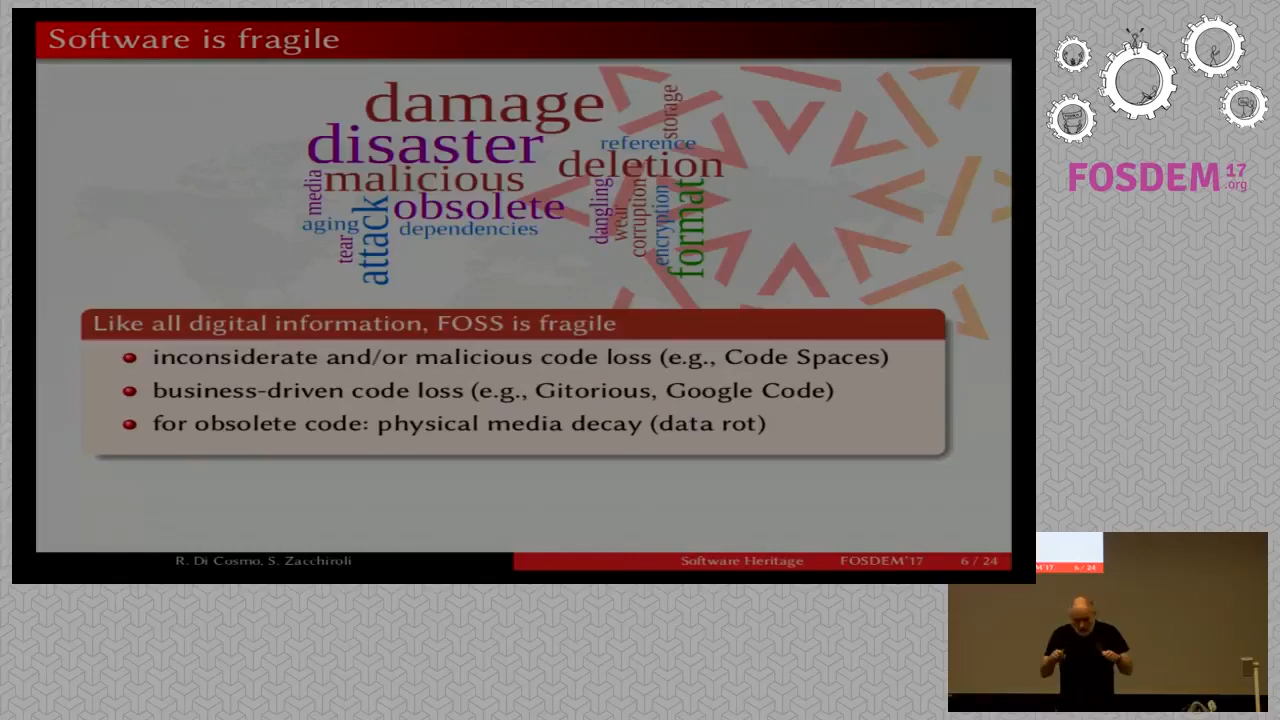 Software is fragile
damage
disaster
storage
reference
deletion
malicious
media
obsolete
dangling
wear
corruption
encryption
format
aging
attack
dependencies
tear
Like all digital information, FOSS is fragile
inconsiderate and/or malicious code loss (e.g., Code Spaces)
business-driven code loss (e.g., Gitorious, Google Code)
for obsolete code: physical media decay (data rot)
R. Di Cosmo, S. Zacchiroli
Software Heritage FOSDEM'17 6 / 24
FOSDEM 17 .org
M'17 6 / 24